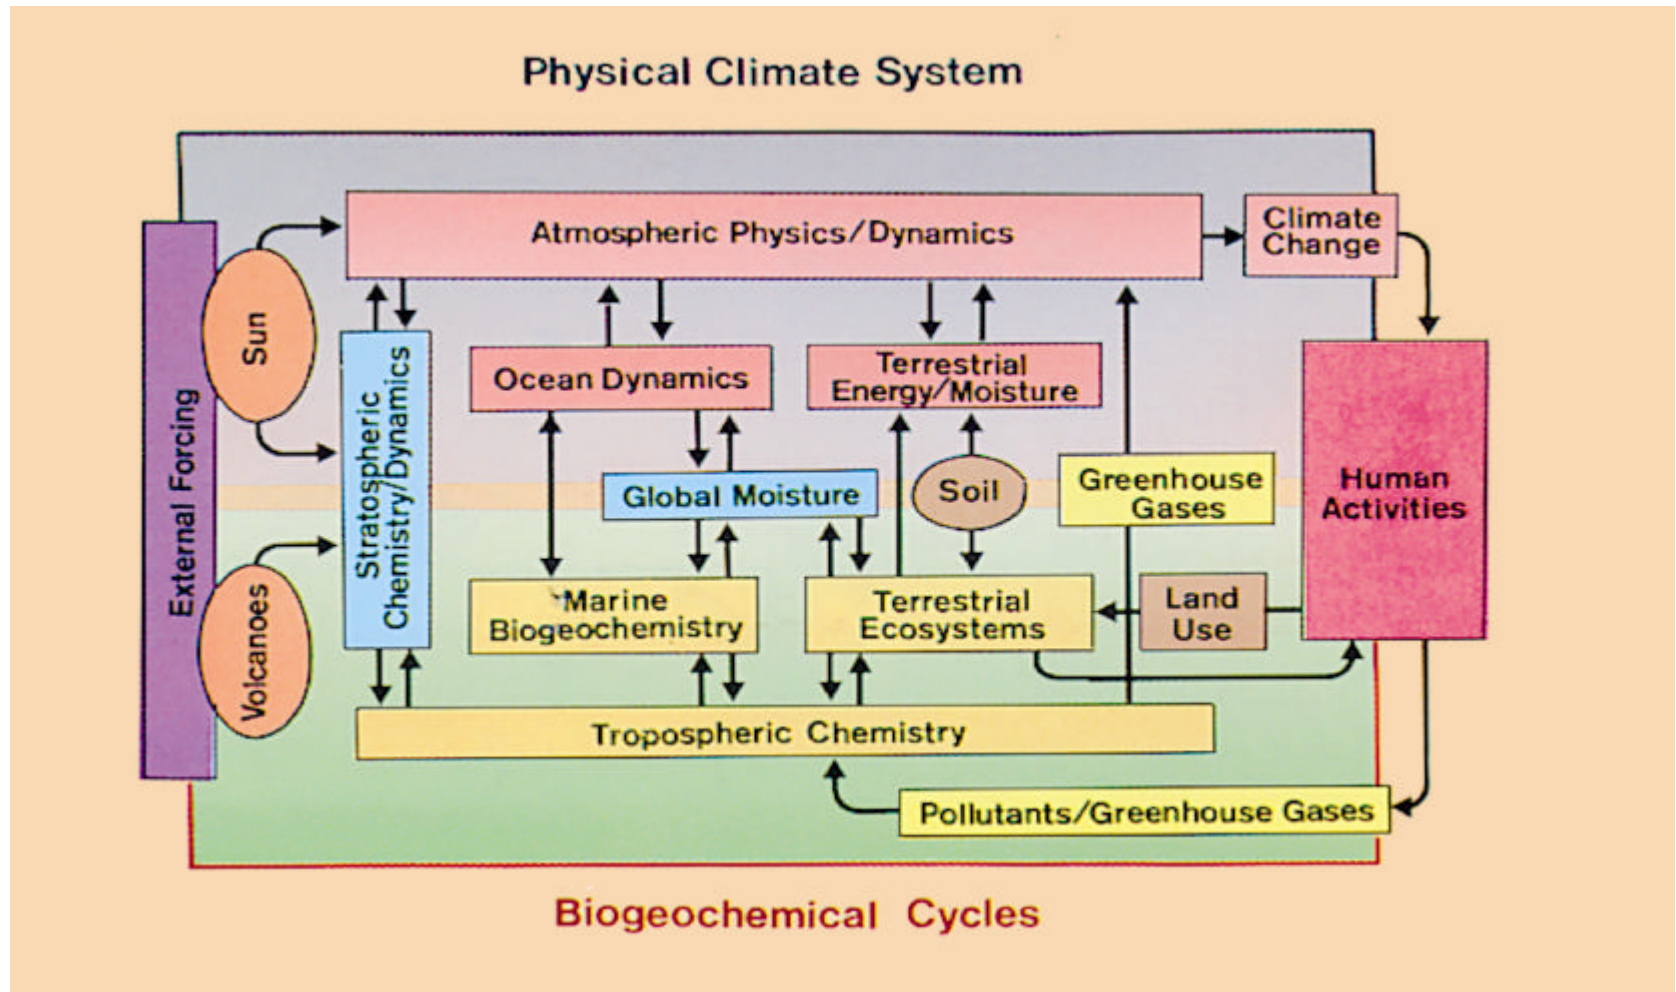 Physical Climate System
Atmospheric Physics/Dynamics
Climate
Change
External Forcing
Sun
Volcanoes
Stratospheric
Chemistry/Dynamics
Ocean Dynamics
Terrestrial
Energy/Moisture
Global Moisture
Soil
Greenhouse
Gases
Human
Activities
Marine
Biogeochemistry
Terrestrial
Ecosystems
Land
Use
Tropospheric Chemistry
Pollutants/Greenhouse Gases
Biogeochemical Cycles